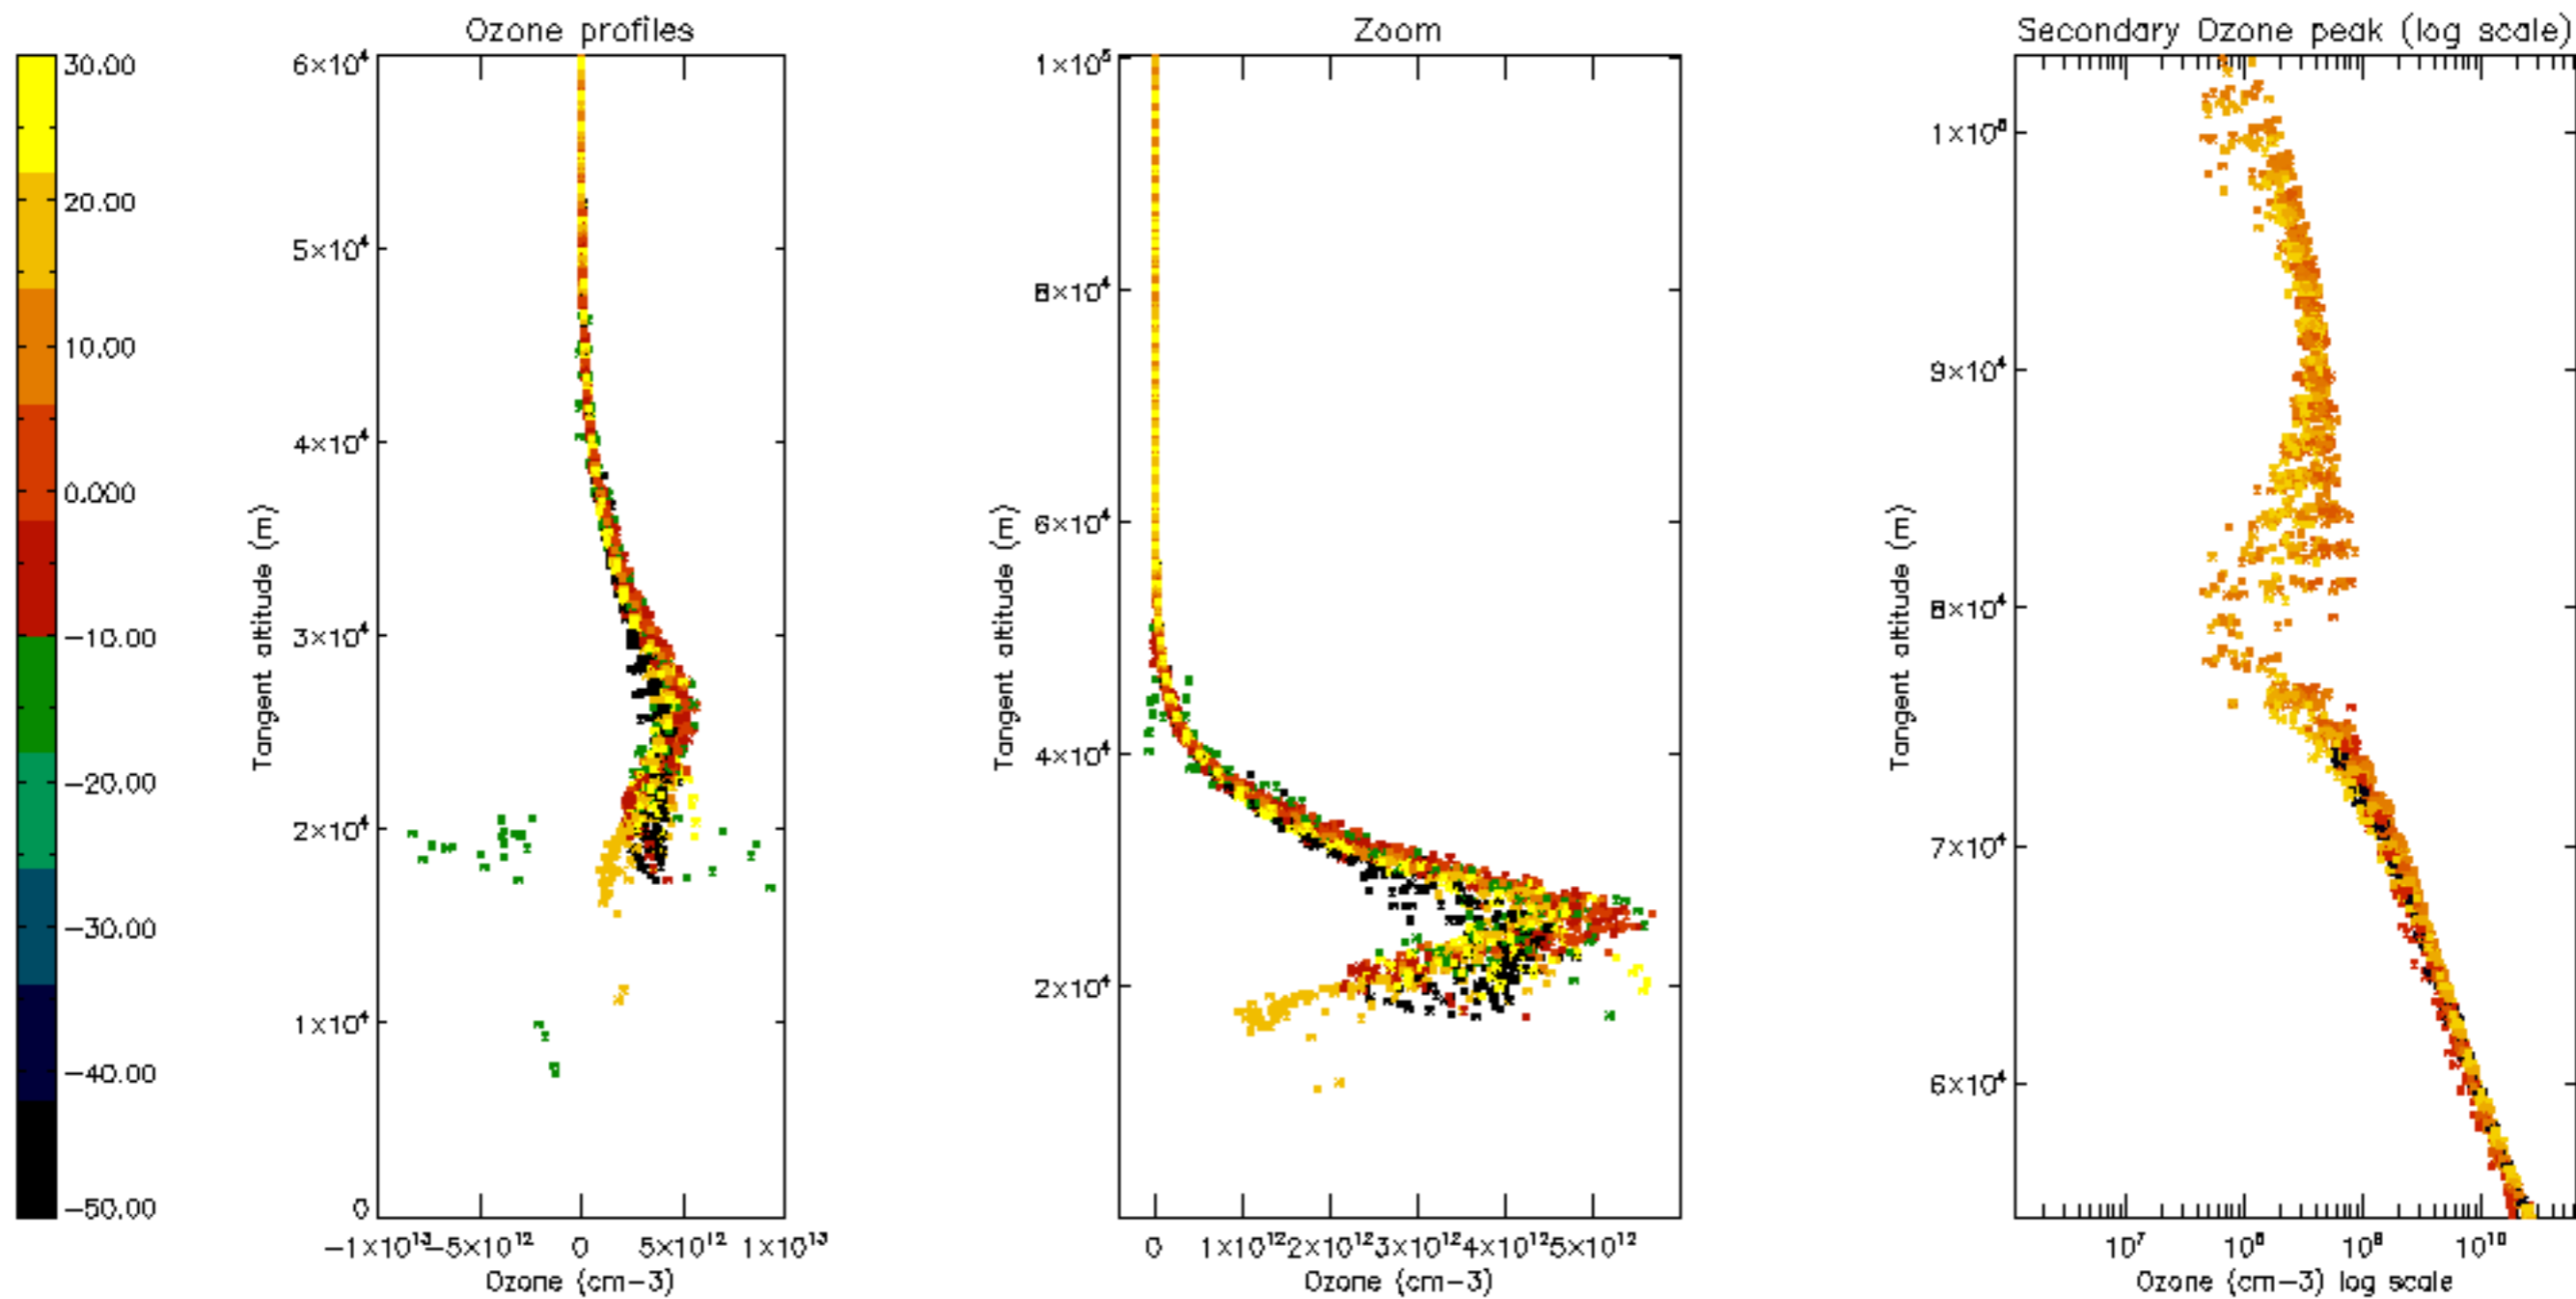 Ozone profiles
Zoom
Secondary Ozone peak (log scale)
30.00
20.00
10.00
0.000
−10.00
−20.00
−30.00
−40.00
−50.00
6×10⁴
5×10⁴
4×10⁴
3×10⁴
2×10⁴
1×10⁴
0
Tangent altitude (m)
−1×10¹³ −5×10¹² 0 5×10¹² 1×10¹³
Ozone (cm−3)
1×10⁵
8×10⁴
6×10⁴
4×10⁴
2×10⁴
Tangent altitude (m)
0 1×10¹² 2×10¹² 3×10¹² 4×10¹² 5×10¹²
Ozone (cm−3)
1×10⁵
9×10⁴
8×10⁴
7×10⁴
6×10⁴
Tangent altitude (m)
10⁷ 10⁸ 10⁹ 10¹⁰
Ozone (cm−3) log scale